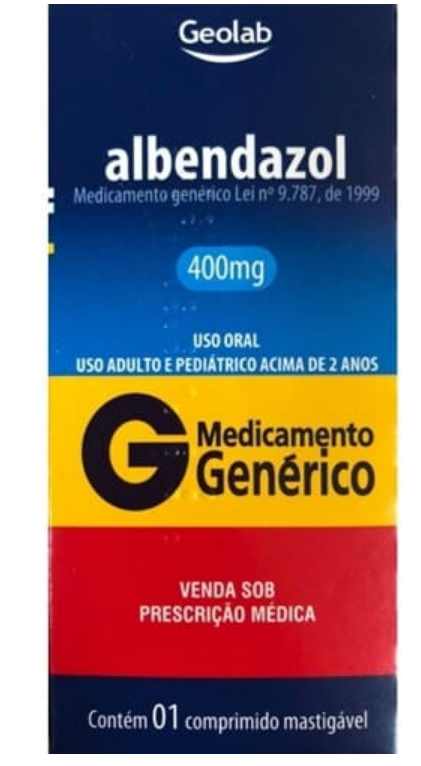 Geolab
albendazol
Medicamento genérico Lei nº 9.787, de 1999
400mg
USO ORAL
USO ADULTO E PEDIÁTRICO ACIMA DE 2 ANOS
G Medicamento
Genérico
VENDA SOB
PRESCRIÇÃO MÉDICA
Contém 01 comprimido mastigável